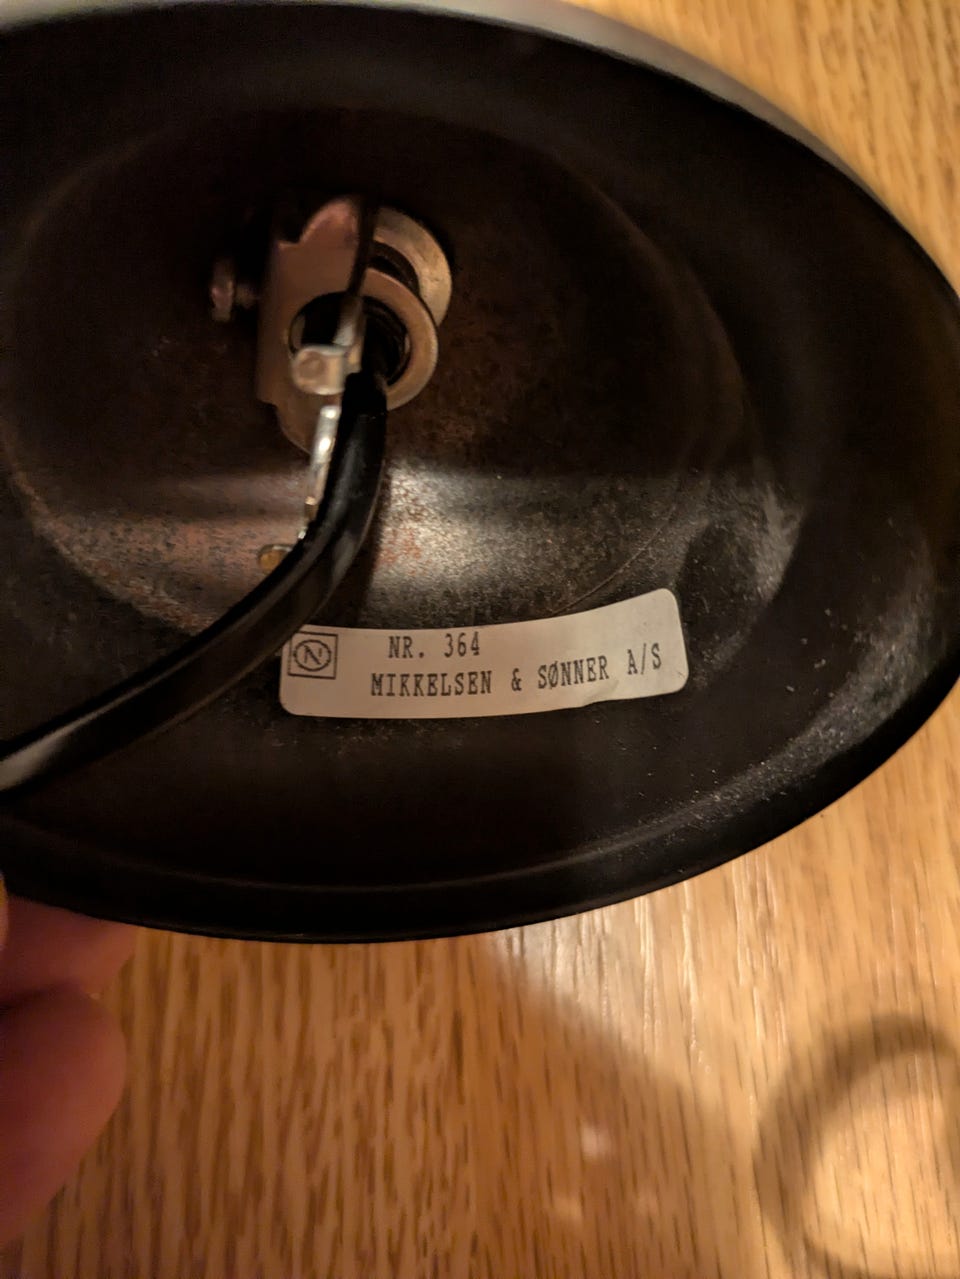 NR. 364
MIKKELSEN & SØNNER A/S